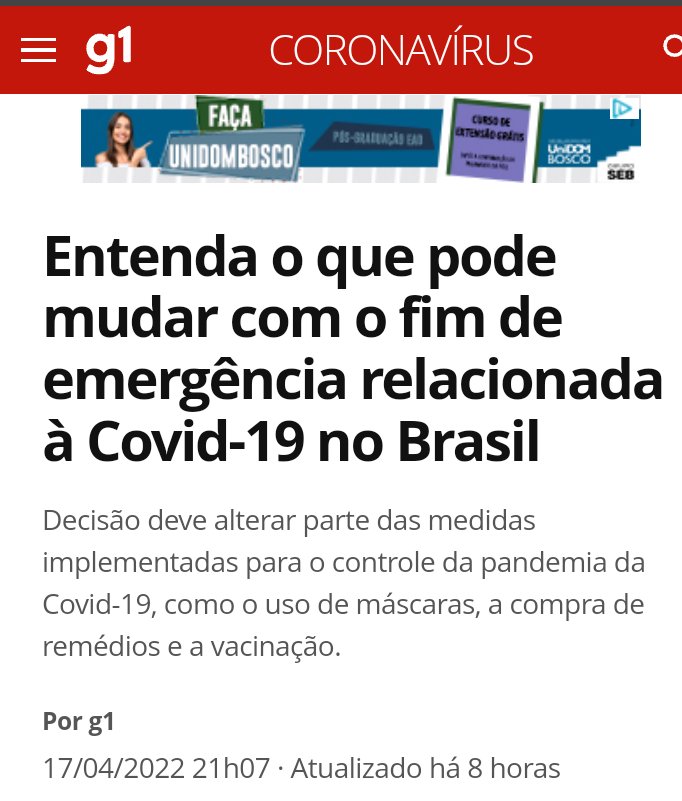 g1
CORONAVÍRUS
FAÇA
UNIDOMBOSCO
PÓS-GRADUAÇÃO EAD
CURSO DE
EXTENSÃO GRÁTIS
UNIDOM
BOSCO
GRUPO
SEB
Entenda o que pode
mudar com o fim de
emergência relacionada
à Covid-19 no Brasil
Decisão deve alterar parte das medidas
implementadas para o controle da pandemia da
Covid-19, como o uso de máscaras, a compra de
remédios e a vacinação.
Por g1
17/04/2022 21h07 · Atualizado há 8 horas